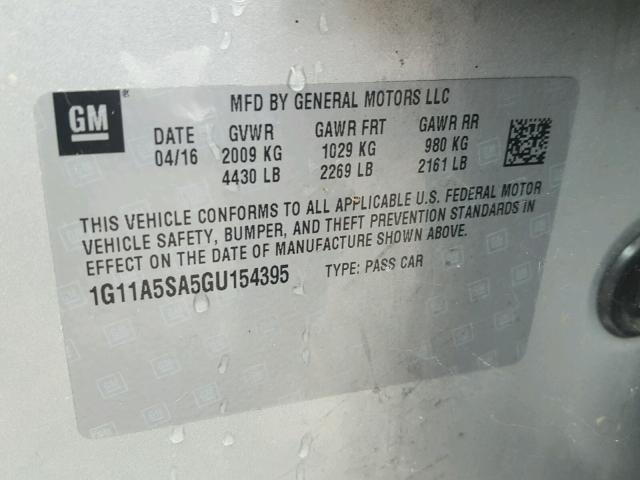 GM
MFD BY GENERAL MOTORS LLC
DATE GVWR GAWR FRT GAWR RR
04/16 2009 KG 1029 KG 980 KG
4430 LB 2269 LB 2161 LB
THIS VEHICLE CONFORMS TO ALL APPLICABLE U.S. FEDERAL MOTOR
VEHICLE SAFETY, BUMPER, AND THEFT PREVENTION STANDARDS IN
EFFECT ON THE DATE OF MANUFACTURE SHOWN ABOVE.
1G11A5SA5GU154395 TYPE: PASS CAR